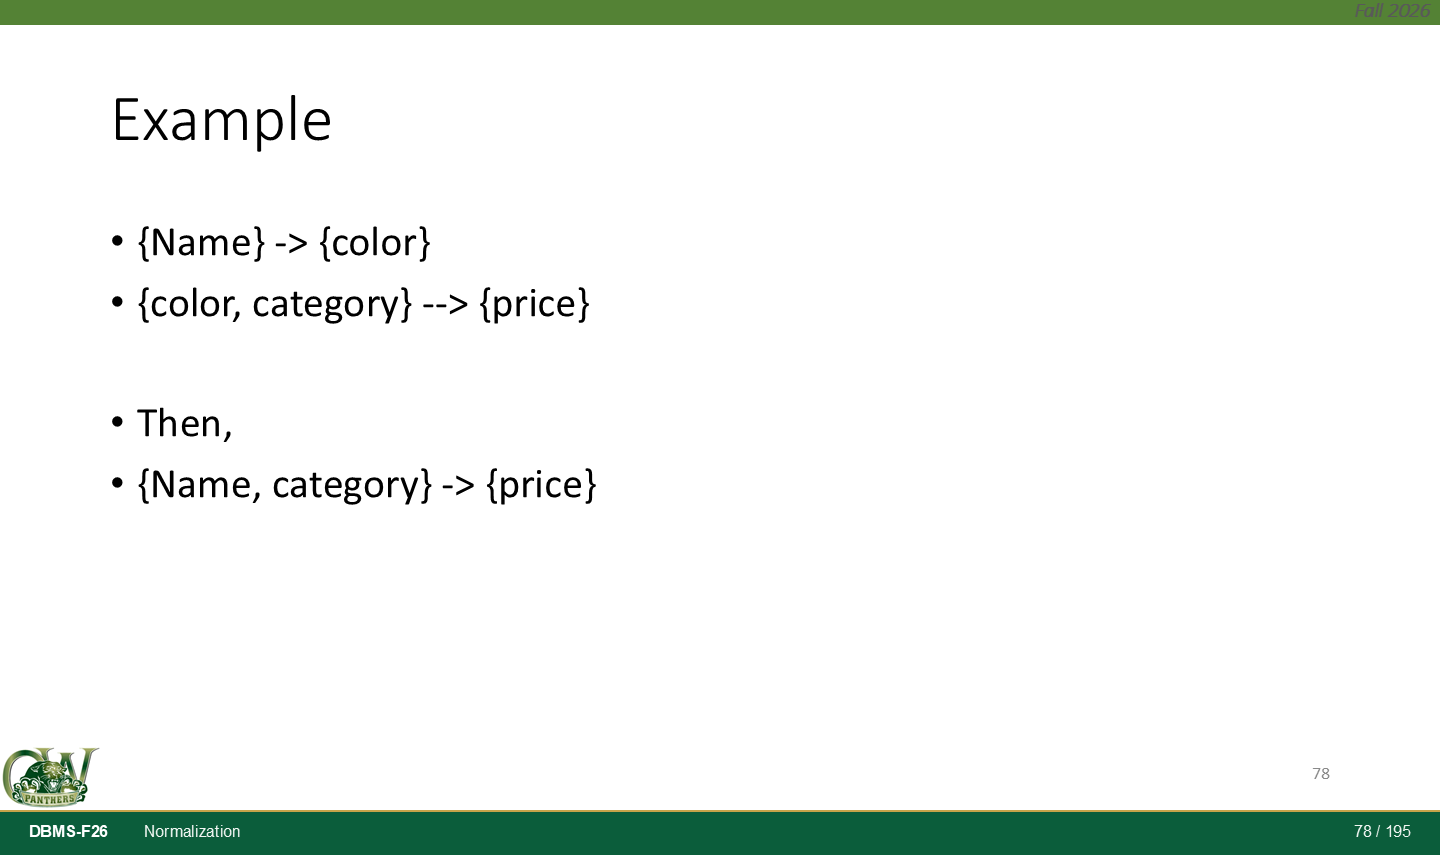 Fall 2026
Example
• {Name} -> {color}
• {color, category} --> {price}
• Then,
• {Name, category} -> {price}
OW
PANTHERS
78
DBMS-F26 Normalization 78 / 195